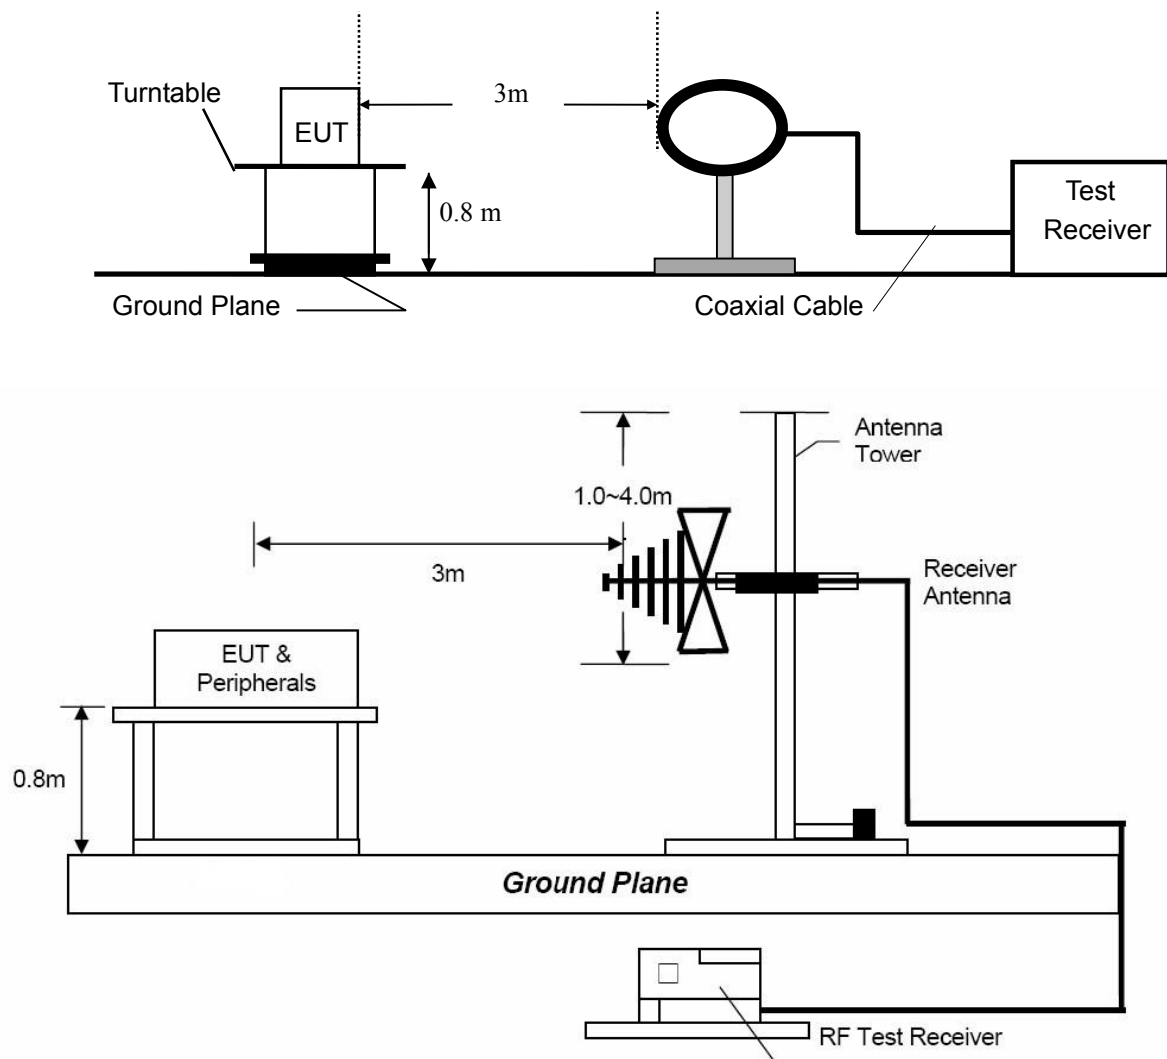 Turntable
EUT
3m
0.8 m
Test
Receiver
Ground Plane
Coaxial Cable
Antenna
Tower
1.0~4.0m
3m
Receiver
Antenna
EUT &
Peripherals
0.8m
Ground Plane
RF Test Receiver